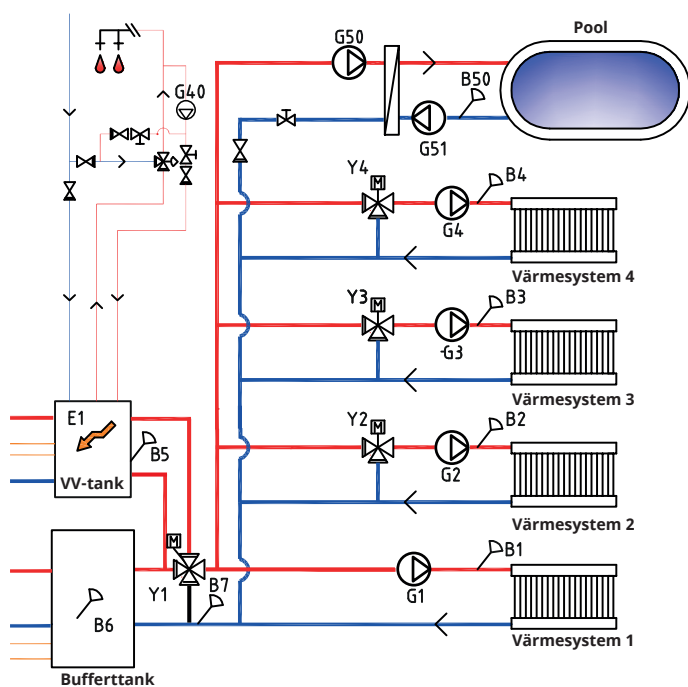 Pool
G50
B50
G40
G51
Y4
M
B4
G4
Värmesystem 4
Y3
M
B3
G3
Värmesystem 3
Y2
M
B2
G2
Värmesystem 2
E1
B5
VV-tank
M
Y1
B7
B1
G1
Värmesystem 1
B6
Bufferttank